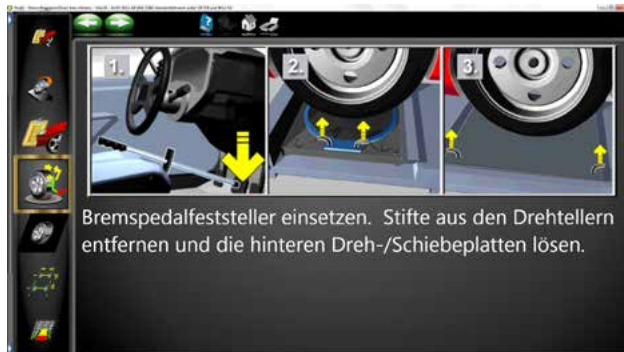 1.
2.
3.
Bremspedalfeststeller einsetzen. Stifte aus den Drehtellern
entfernen und die hinteren Dreh-/Schiebeplatten lösen.